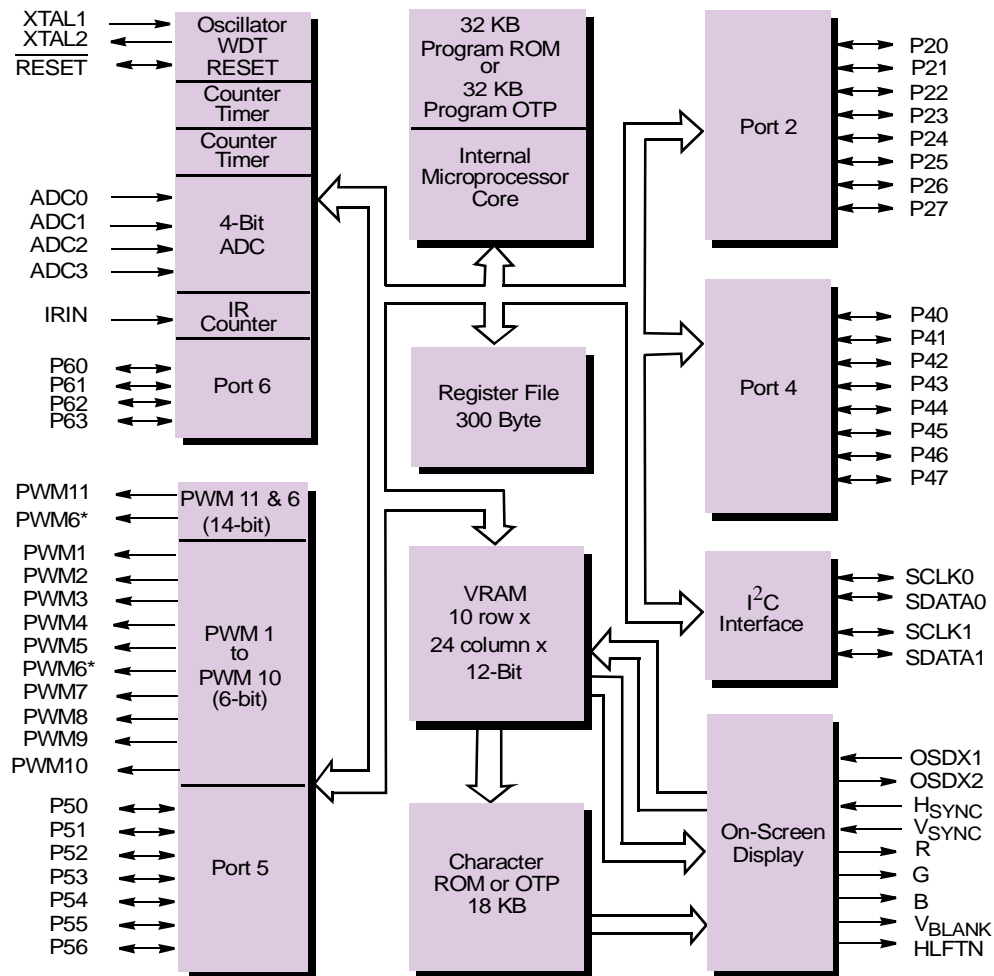 XTAL1
XTAL2
RESET
Oscillator
WDT
RESET
Counter
Timer
Counter
Timer
ADC0
ADC1
ADC2
ADC3
4-Bit
ADC
IRIN
IR
Counter
P60
P61
P62
P63
Port 6
32 KB
Program ROM
or
32 KB
Program OTP
Internal
Microprocessor
Core
Register File
300 Byte
Port 2
P20
P21
P22
P23
P24
P25
P26
P27
Port 4
P40
P41
P42
P43
P44
P45
P46
P47
PWM11
PWM6*
PWM 11 & 6
(14-bit)
PWM1
PWM2
PWM3
PWM4
PWM5
PWM6*
PWM7
PWM8
PWM9
PWM10
PWM 1
to
PWM 10
(6-bit)
P50
P51
P52
P53
P54
P55
P56
Port 5
VRAM
10 row x
24 column x
12-Bit
Character
ROM or OTP
18 KB
I2C
Interface
SCLK0
SDATA0
SCLK1
SDATA1
On-Screen
Display
OSDX1
OSDX2
HSYNC
VSYNC
R
G
B
VBLANK
HLFTN